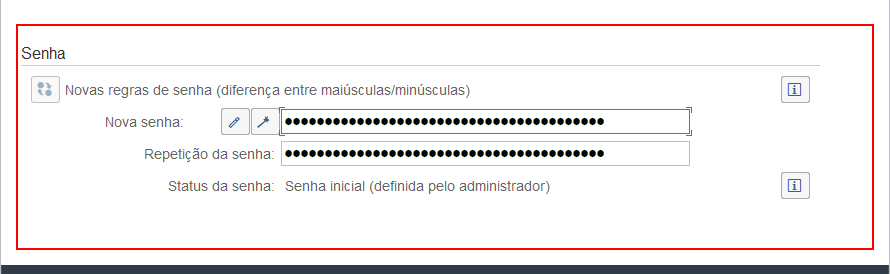 Senha
Novas regras de senha (diferença entre maiúsculas/minúsculas)
Nova senha: ●●●●●●●●●●●●●●●●●●●●●●●●●●●●●●●●●●●●●●●●
Repetição da senha: ●●●●●●●●●●●●●●●●●●●●●●●●●●●●●●●●●●●●●●●●
Status da senha: Senha inicial (definida pelo administrador)